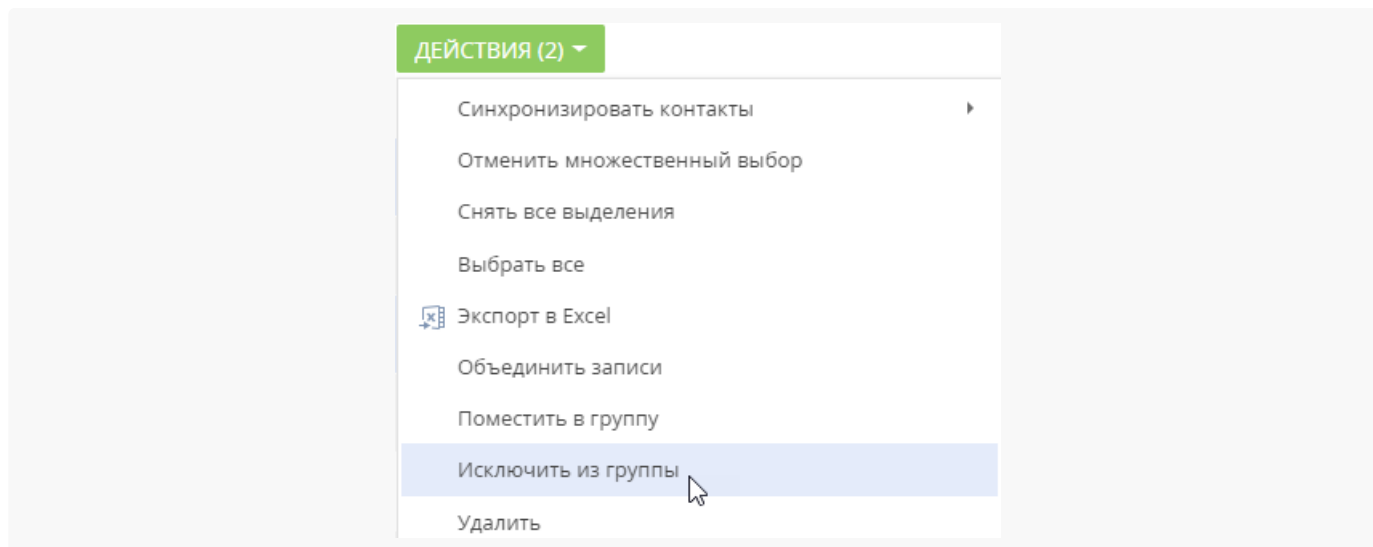 ДЕЙСТВИЯ (2)
Синхронизировать контакты
Отменить множественный выбор
Снять все выделения
Выбрать все
Экспорт в Excel
Объединить записи
Поместить в группу
Исключить из группы
Удалить